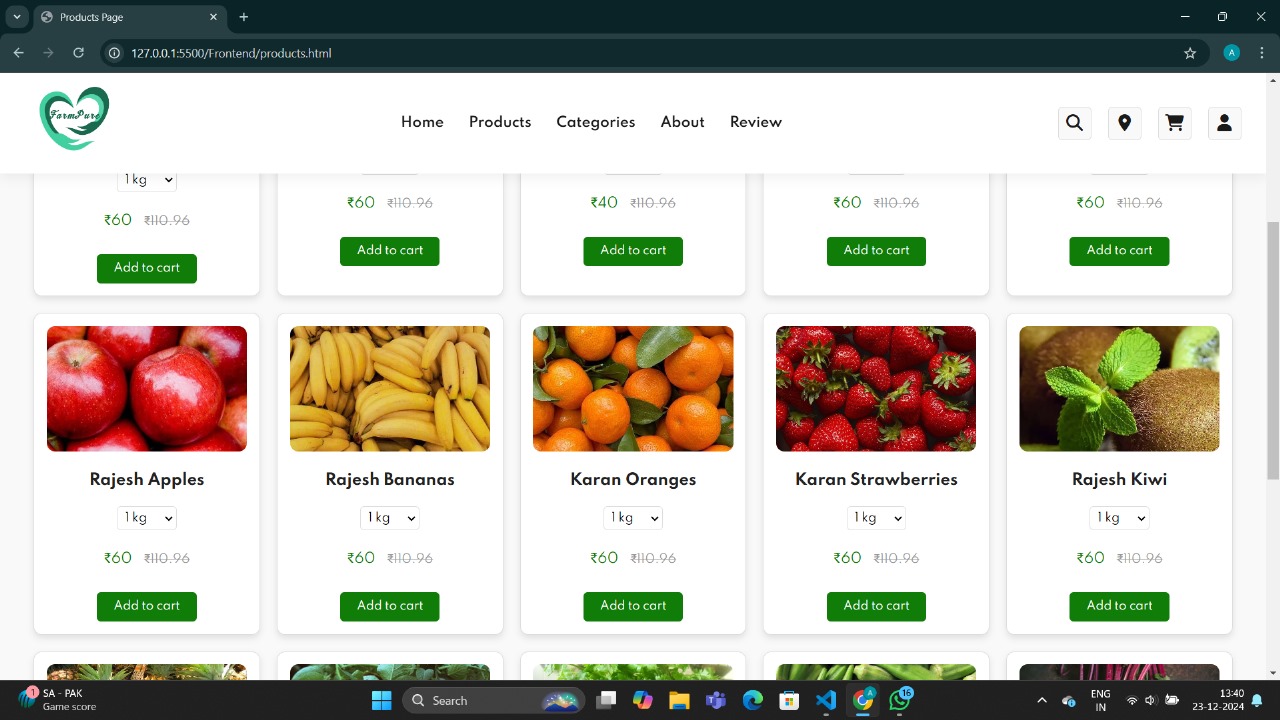 Products Page
127.0.0.1:5500/Frontend/products.html
A
FarmPure
Home Products Categories About Review
1 kg
₹60 ₹110.96
Add to cart
₹60 ₹110.96
Add to cart
₹40 ₹110.96
Add to cart
₹60 ₹110.96
Add to cart
₹60 ₹110.96
Add to cart
Rajesh Apples
1 kg
₹60 ₹110.96
Add to cart
Rajesh Bananas
1 kg
₹60 ₹110.96
Add to cart
Karan Oranges
1 kg
₹60 ₹110.96
Add to cart
Karan Strawberries
1 kg
₹60 ₹110.96
Add to cart
Rajesh Kiwi
1 kg
₹60 ₹110.96
Add to cart
1
SA - PAK
Game score
Search
A
16
ENG
IN
13:40
23-12-2024